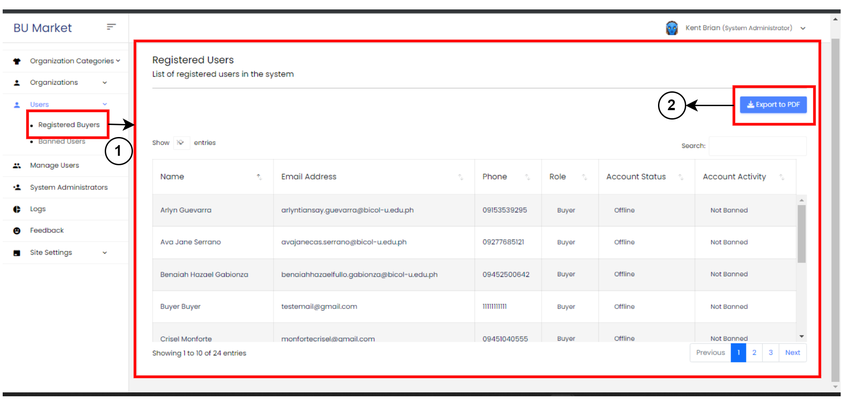 BU Market
Kent Brian (System Administrator)
Organization Categories
Organizations
Users
Registered Buyers
Banned Users
Manage Users
System Administrators
Logs
Feedback
Site Settings
1
Registered Users
List of registered users in the system
2
Export to PDF
Show 10 entries
Search:
Name Email Address Phone Role Account Status Account Activity
Arlyn Guevarra arlyntiansay.guevarra@bicol-u.edu.ph 09153539295 Buyer Offline Not Banned
Ava Jane Serrano avajanecas.serrano@bicol-u.edu.ph 09277685121 Buyer Offline Not Banned
Benaiah Hazael Gabionza benaiahhazaelfullo.gabionza@bicol-u.edu.ph 09452500642 Buyer Offline Not Banned
Buyer Buyer testemail@gmail.com 11111111111 Buyer Offline Not Banned
Crisel Monforte monfortecrisel@gmail.com 09451040555 Buyer Offline Not Banned
Showing 1 to 10 of 24 entries
Previous 1 2 3 Next